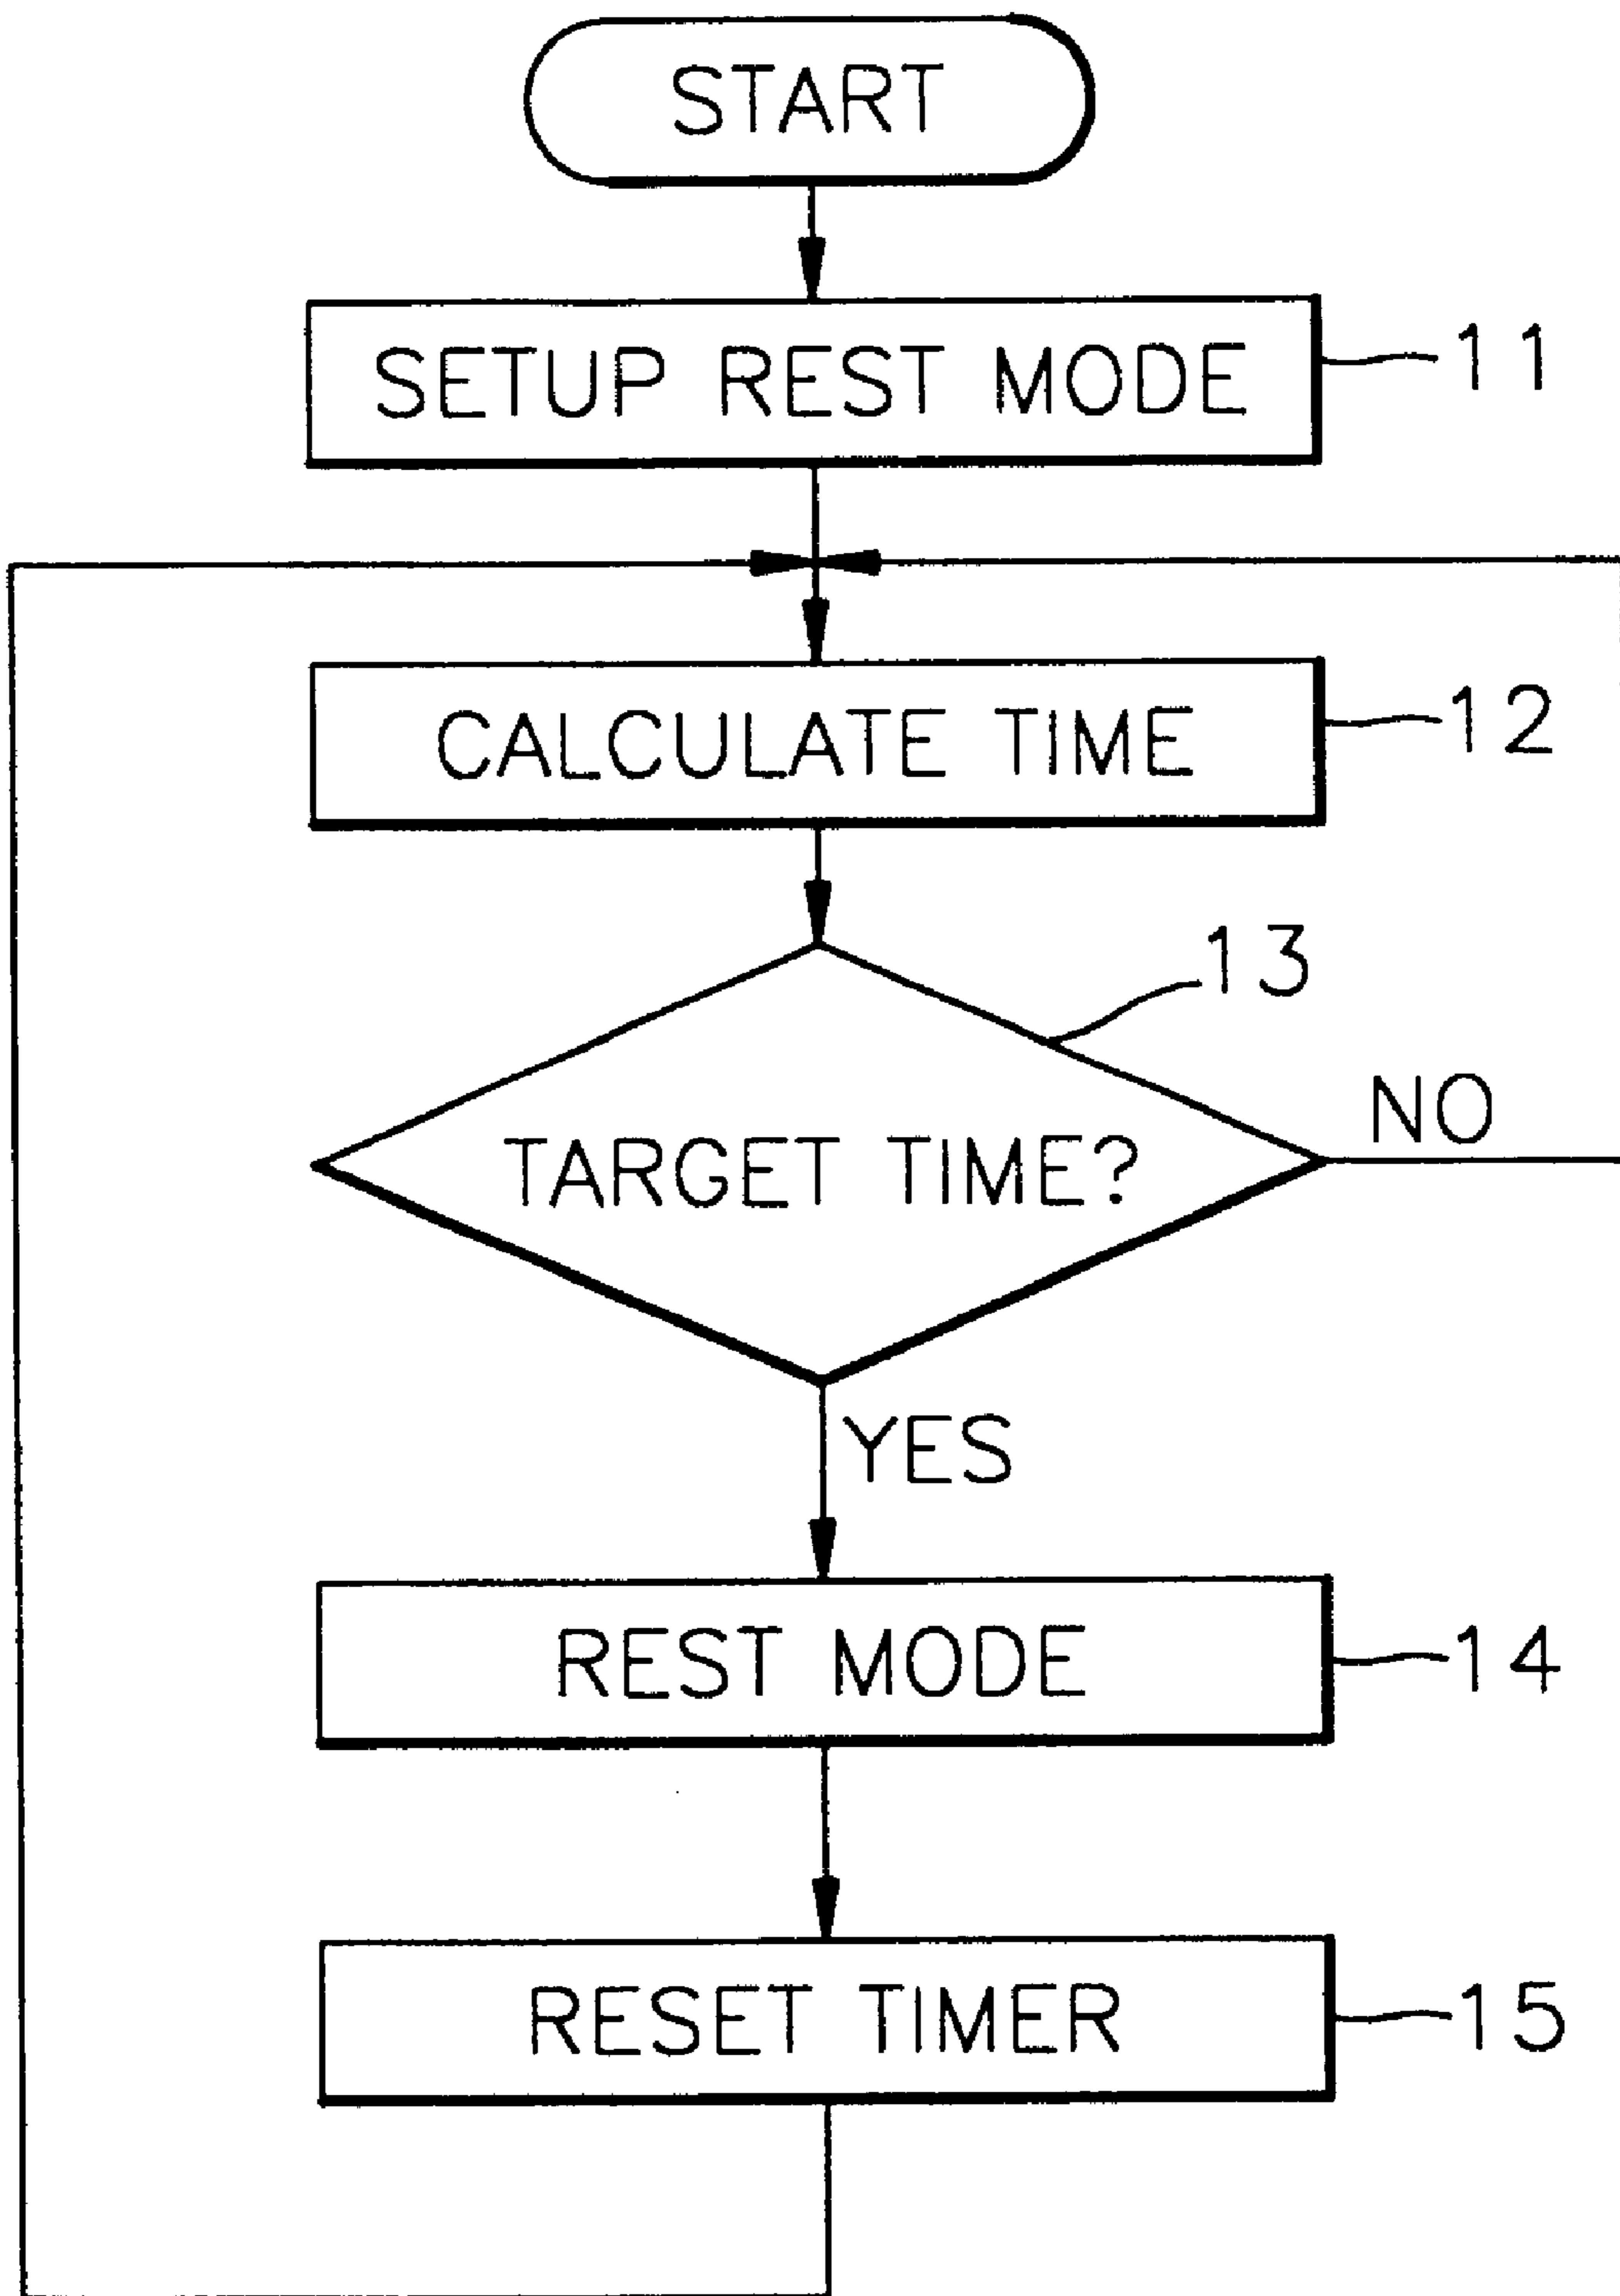 START
SETUP REST MODE
11
CALCULATE TIME
12
13
TARGET TIME?
NO
YES
REST MODE
14
RESET TIMER
15